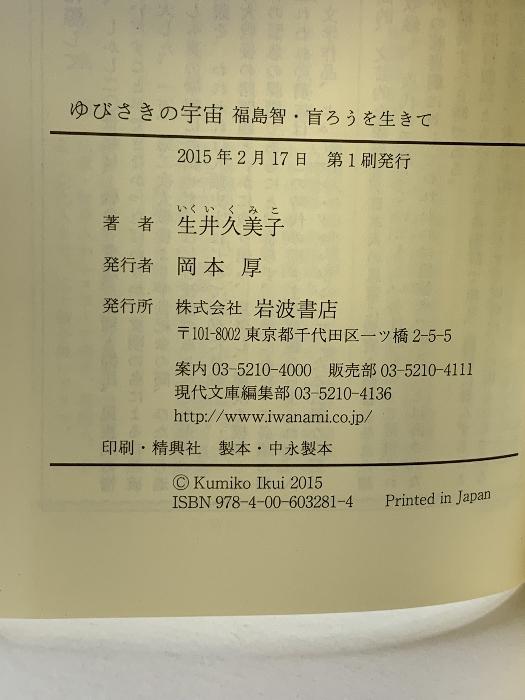 ゆびさきの宇宙 福島智・盲ろうを生きて
2015年2月17日 第1刷発行
いくいくみこ
著者 生井久美子
発行者 岡本厚
発行所 株式会社 岩波書店
〒101-8002 東京都千代田区一ツ橋2-5-5
案内 03-5210-4000 販売部 03-5210-4111
現代文庫編集部 03-5210-4136
http://www.iwanami.co.jp/
印刷・精興社 製本・中永製本
© Kumiko Ikui 2015
ISBN 978-4-00-603281-4 Printed in Japan